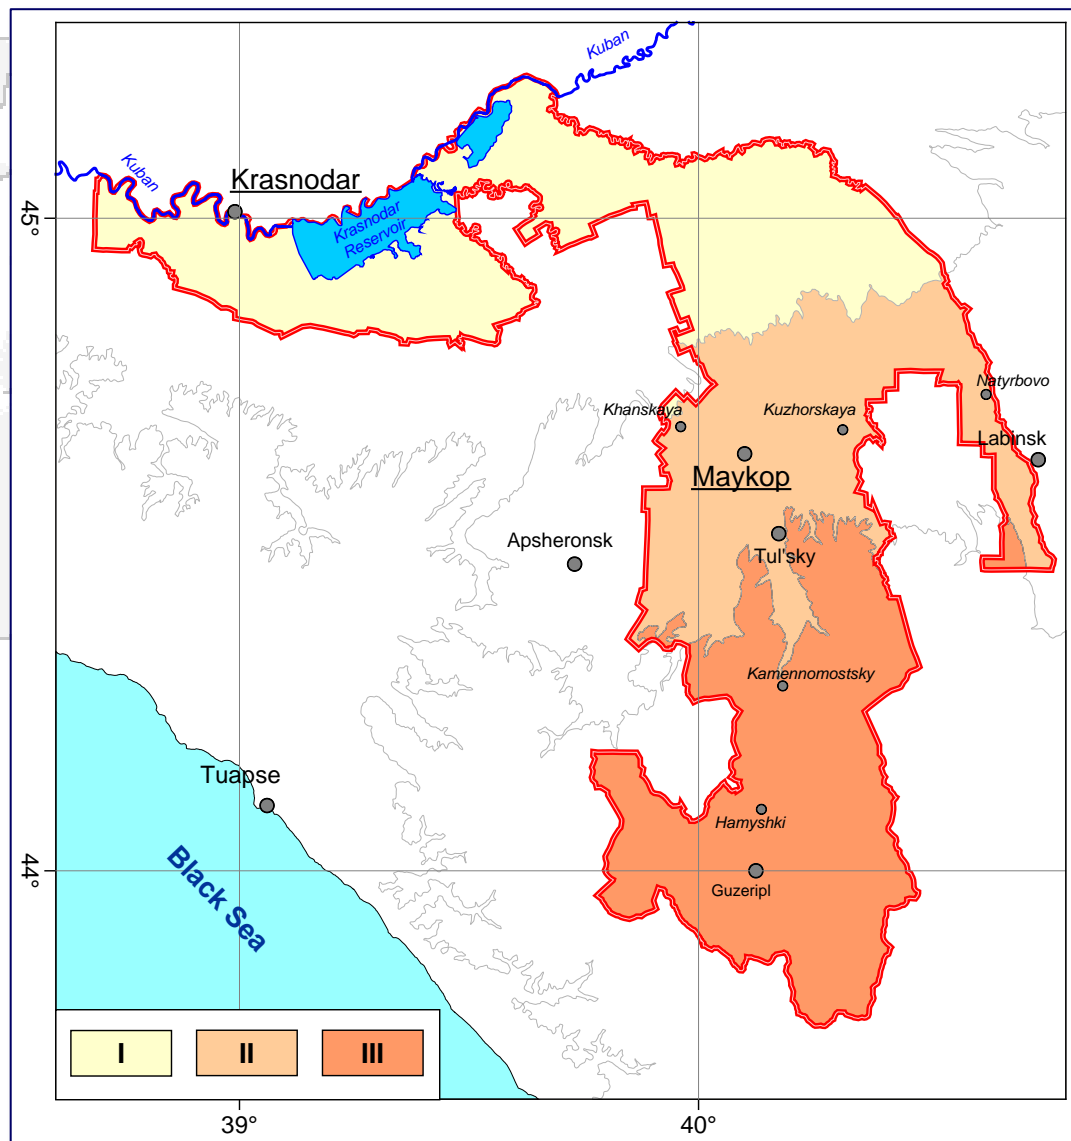 Kuban
Kuban
Krasnodar
45°
Krasnodar
Reservoir
Natyrbovo
Khanskaya
Kuzhorskaya
Labinsk
Maykop
Apsheronsk
Tul'sky
Kamennomostsky
Tuapse
Hamyshki
44°
Black Sea
Guzeripl
I
II
III
39°
40°